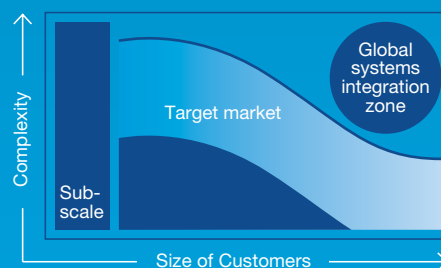 Complexity
Sub-
scale
Target market
Global
systems
integration
zone
Size of Customers